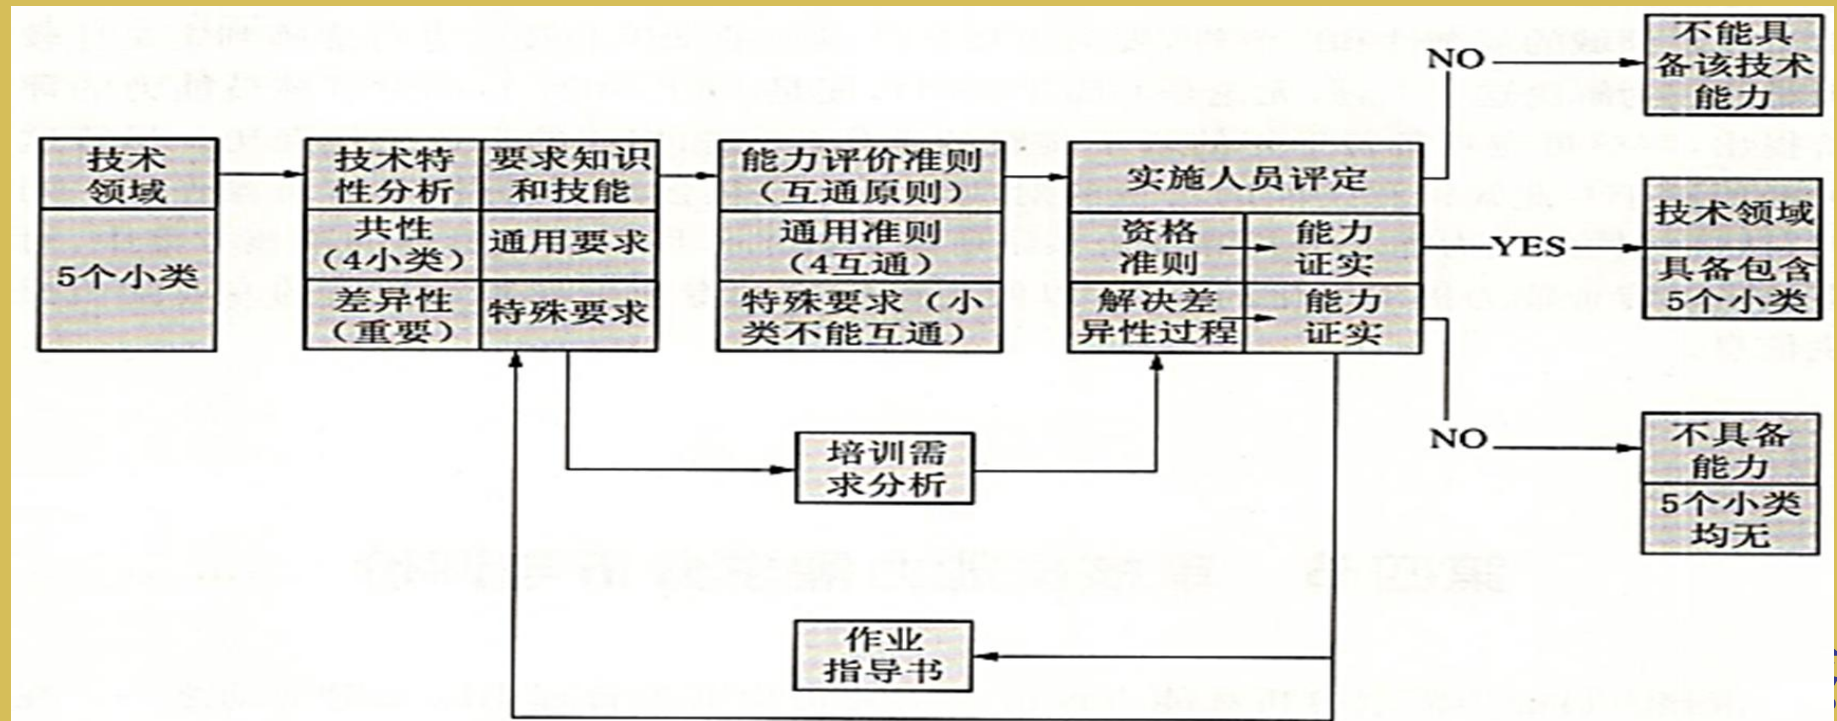 技术
领域
5个小类
技术特
性分析
要求知识
和技能
共性
（4小类）
通用要求
差异性
（重要）
特殊要求
能力评价准则
（互通原则）
通用准则
（4互通）
特殊要求（小
类不能互通）
实施人员评定
资格
准则
能力
证实
解决差
异性过程
能力
证实
NO
不能具
备该技术
能力
YES
技术领域
具备包含
5个小类
NO
不具备
能力
5个小类
均无
培训需
求分析
作业
指导书